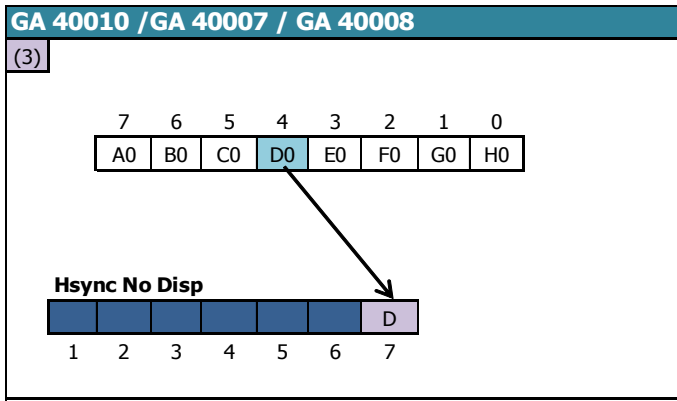 GA 40010 /GA 40007 / GA 40008
(3)
7 6 5 4 3 2 1 0
A0 B0 C0 D0 E0 F0 G0 H0
Hsync No Disp
D
1 2 3 4 5 6 7